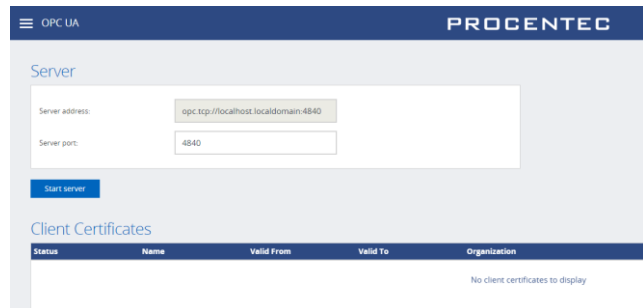 OPC UA PROCENTEC
Server
Server address: opc.tcp://localhost.localdomain:4840
Server port: 4840
Start server
Client Certificates
Status Name Valid From Valid To Organization
No client certificates to display